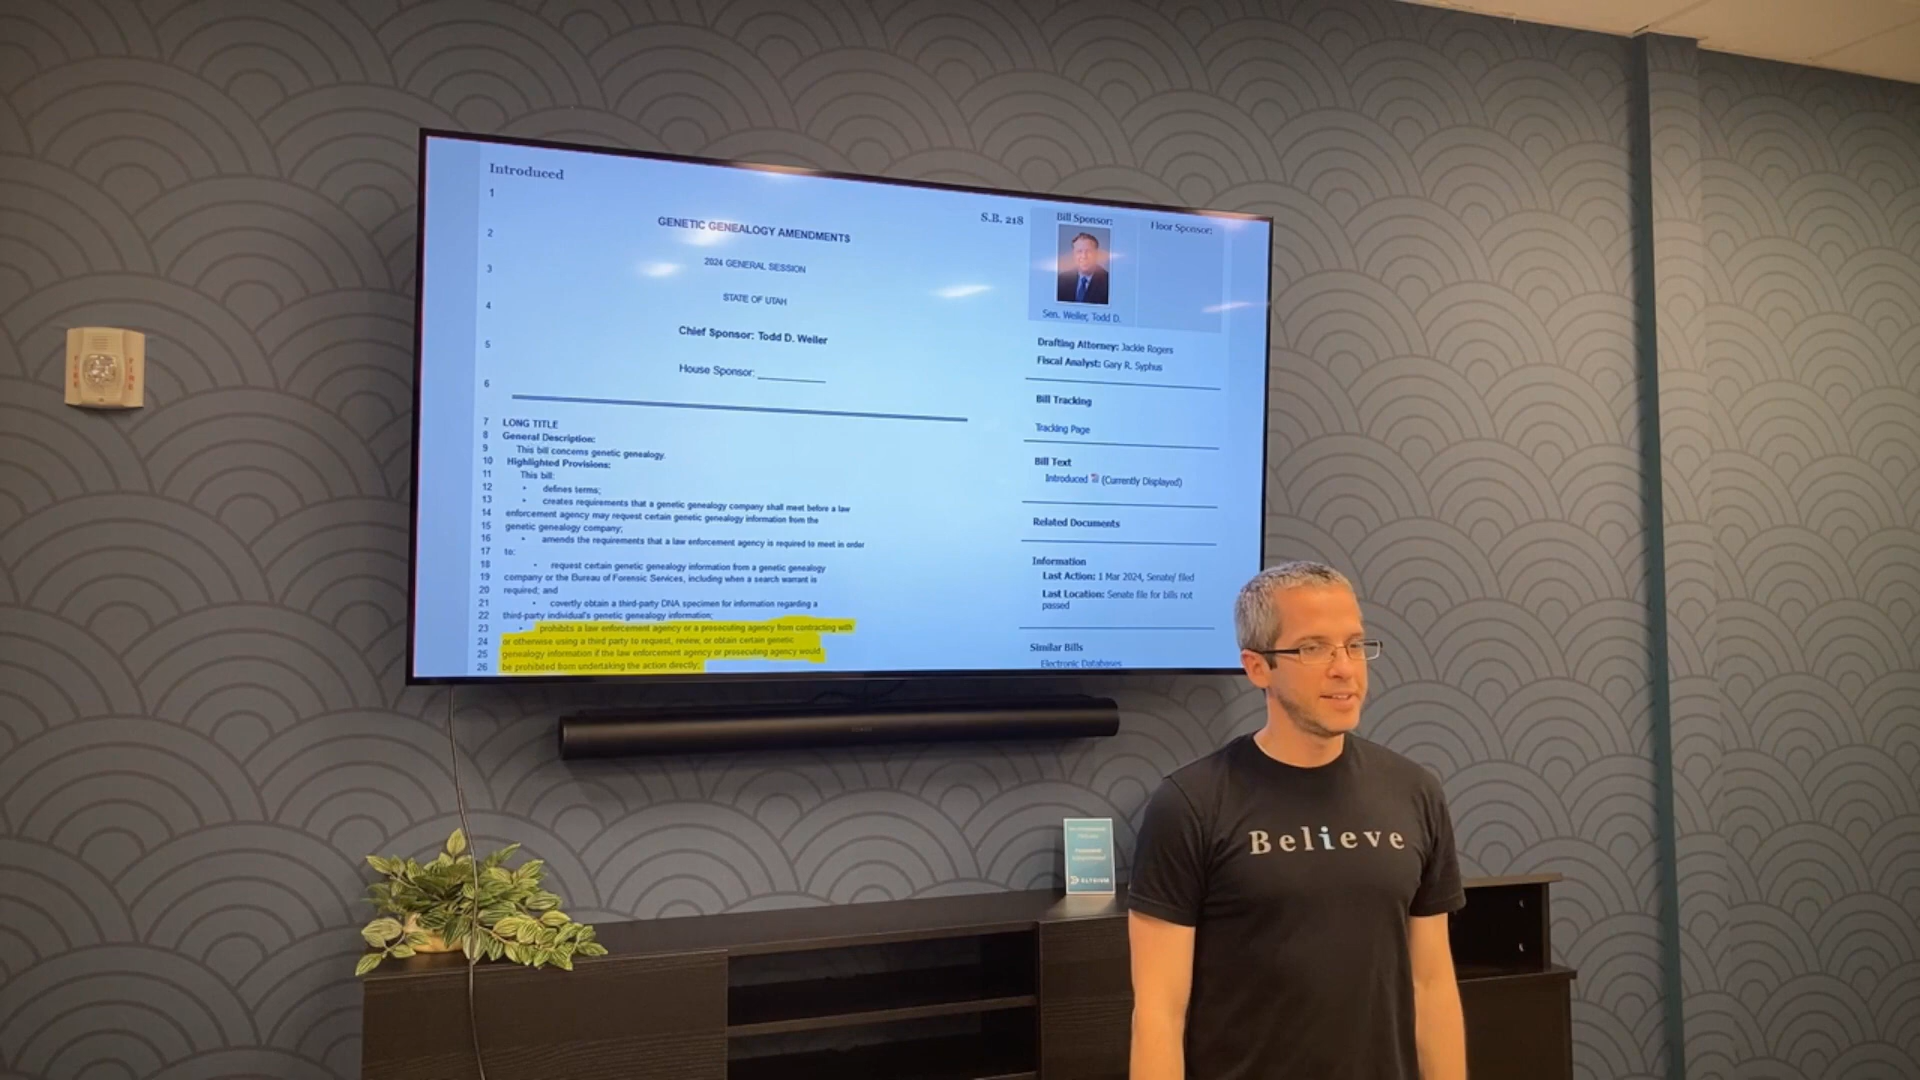 Introduced
S.B. 218
1
2 GENETIC GENEALOGY AMENDMENTS
3 2024 GENERAL SESSION
4 STATE OF UTAH
5 Chief Sponsor: Todd D. Weiler
6 House Sponsor:
7 LONG TITLE
8 General Description:
9 This bill concerns genetic genealogy.
10 Highlighted Provisions:
11 This bill:
12 • defines terms;
13 • creates requirements that a genetic genealogy company shall meet before a law
14 enforcement agency may request certain genetic genealogy information from the
15 genetic genealogy company;
16 • amends the requirements that a law enforcement agency is required to meet in order
17 to:
18 • request certain genetic genealogy information from a genetic genealogy
19 company or the Bureau of Forensic Services, including when a search warrant is
20 required; and
21 • covertly obtain a third-party DNA specimen for information regarding a
22 third-party individual's genetic genealogy information;
23 • prohibits a law enforcement agency or a prosecuting agency from contracting with
24 or otherwise using a third party to request, review, or obtain certain genetic
25 genealogy information if the law enforcement agency or prosecuting agency would
26 be prohibited from undertaking the action directly;
Bill Sponsor:
Floor Sponsor:
Sen. Weiler, Todd D.
Drafting Attorney: Jackie Rogers
Fiscal Analyst: Gary R. Syphus
Bill Tracking
Tracking Page
Bill Text
Introduced (Currently Displayed)
Related Documents
Information
Last Action: 1 Mar 2024, Senate/ filed
Last Location: Senate file for bills not
passed
Similar Bills
Electronic Databases
FIRE
FIRE
Believe